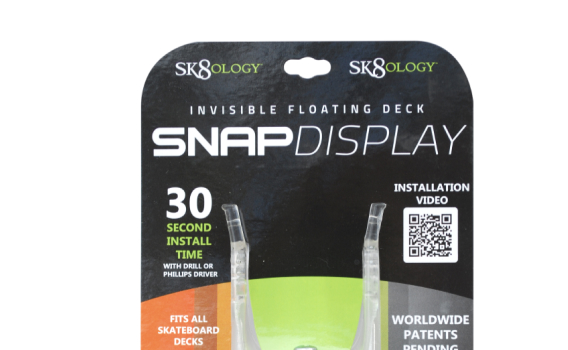 SK8OLOGY SK8OLOGY
INVISIBLE FLOATING DECK
SNAPDISPLAY
30
SECOND
INSTALL
TIME
WITH DRILL OR
PHILLIPS DRIVER
INSTALLATION
VIDEO
FITS ALL
SKATEBOARD
DECKS
WORLDWIDE
PATENTS
PENDING